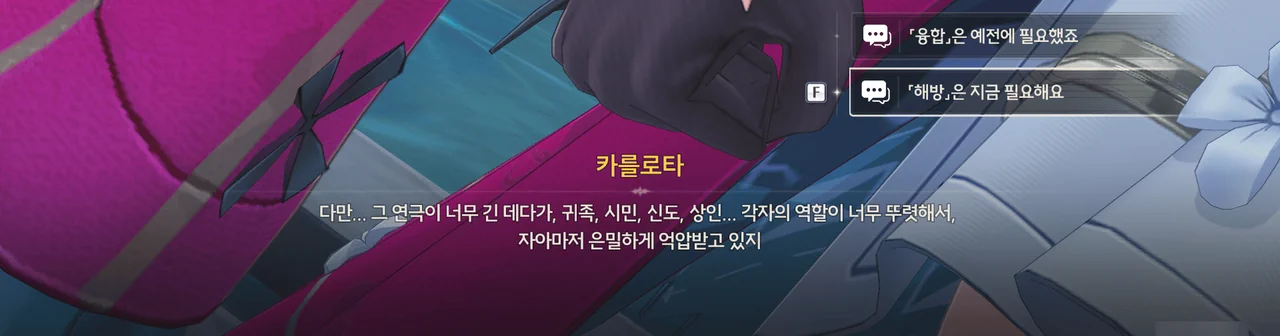 「융합」은 예전에 필요했죠
F
「해방」은 지금 필요해요
카를로타
다만... 그 연극이 너무 긴 데다가, 귀족, 시민, 신도, 상인... 각자의 역할이 너무 뚜렷해서,
자아마저 은밀하게 억압받고 있지